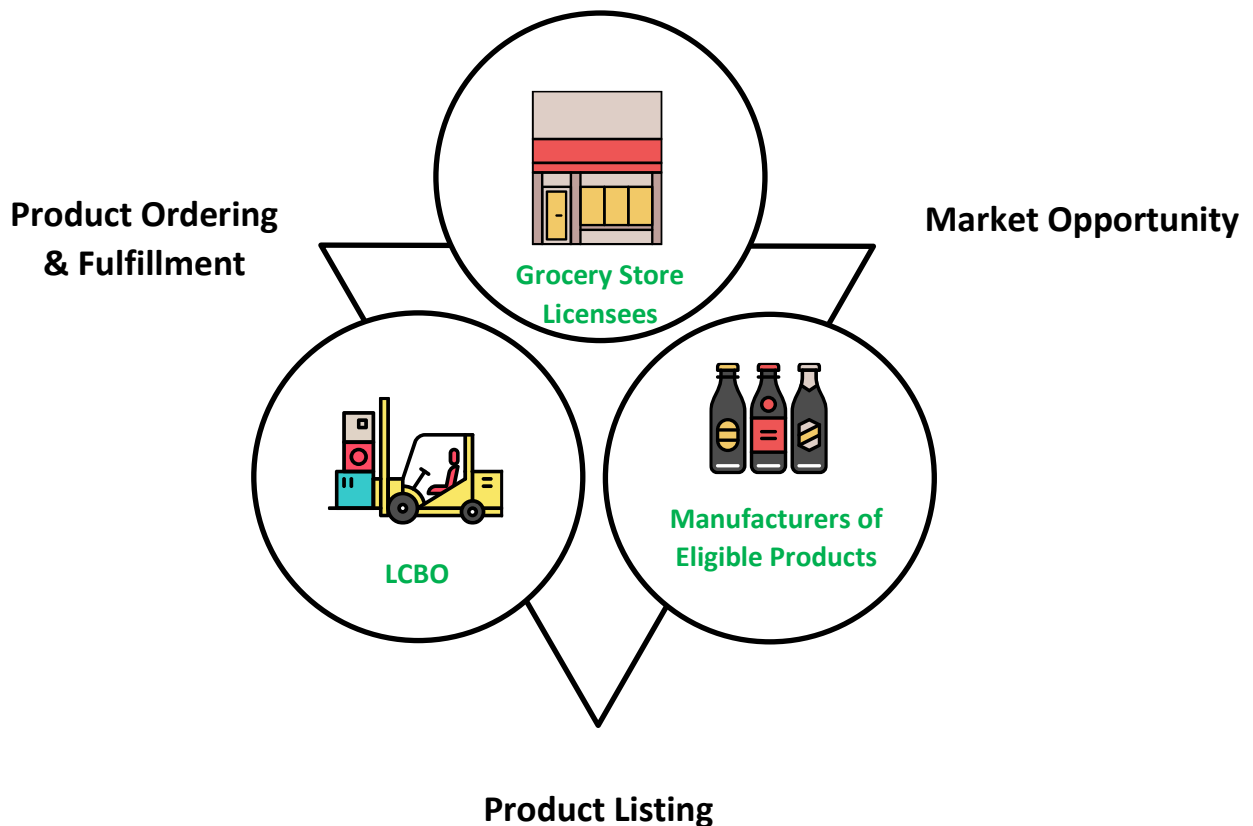 Product Ordering
& Fulfillment
Market Opportunity
Grocery Store
Licensees
LCBO
Manufacturers of
Eligible Products
Product Listing